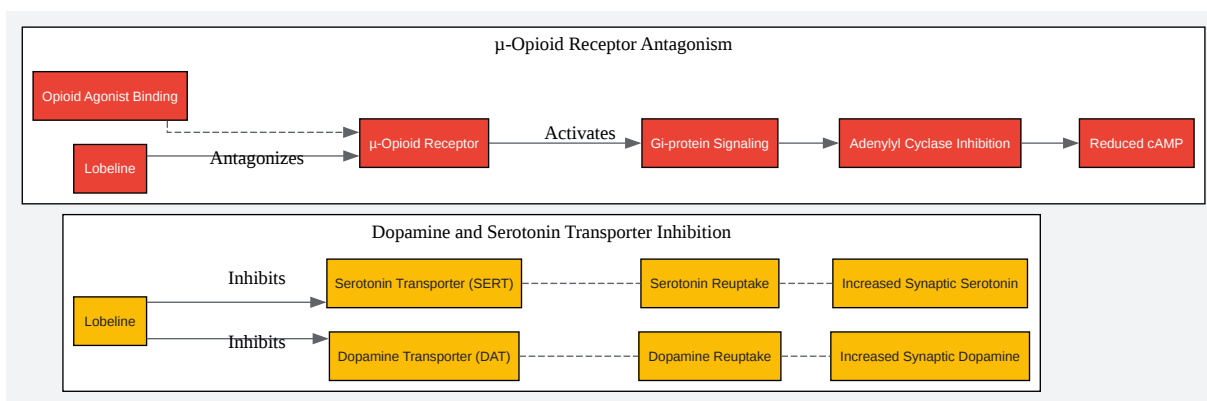 µ-Opioid Receptor Antagonism
Opioid Agonist Binding
Lobeline
Antagonizes
µ-Opioid Receptor
Activates
Gi-protein Signaling
Adenylyl Cyclase Inhibition
Reduced cAMP
Dopamine and Serotonin Transporter Inhibition
Lobeline
Inhibits
Serotonin Transporter (SERT)
Serotonin Reuptake
Increased Synaptic Serotonin
Inhibits
Dopamine Transporter (DAT)
Dopamine Reuptake
Increased Synaptic Dopamine